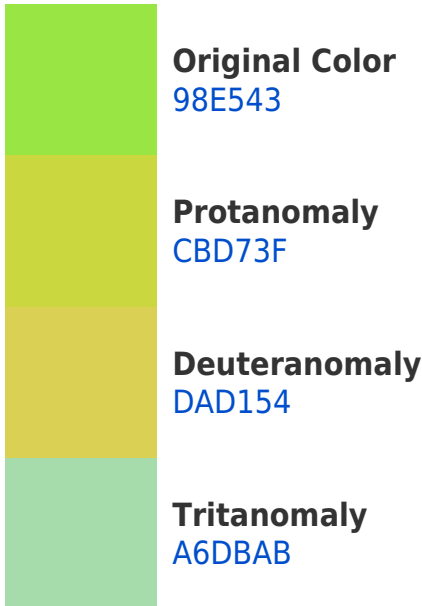 Original Color
98E543
Protanomaly
CBD73F
Deuteranomaly
DAD154
Tritanomaly
A6DBAB